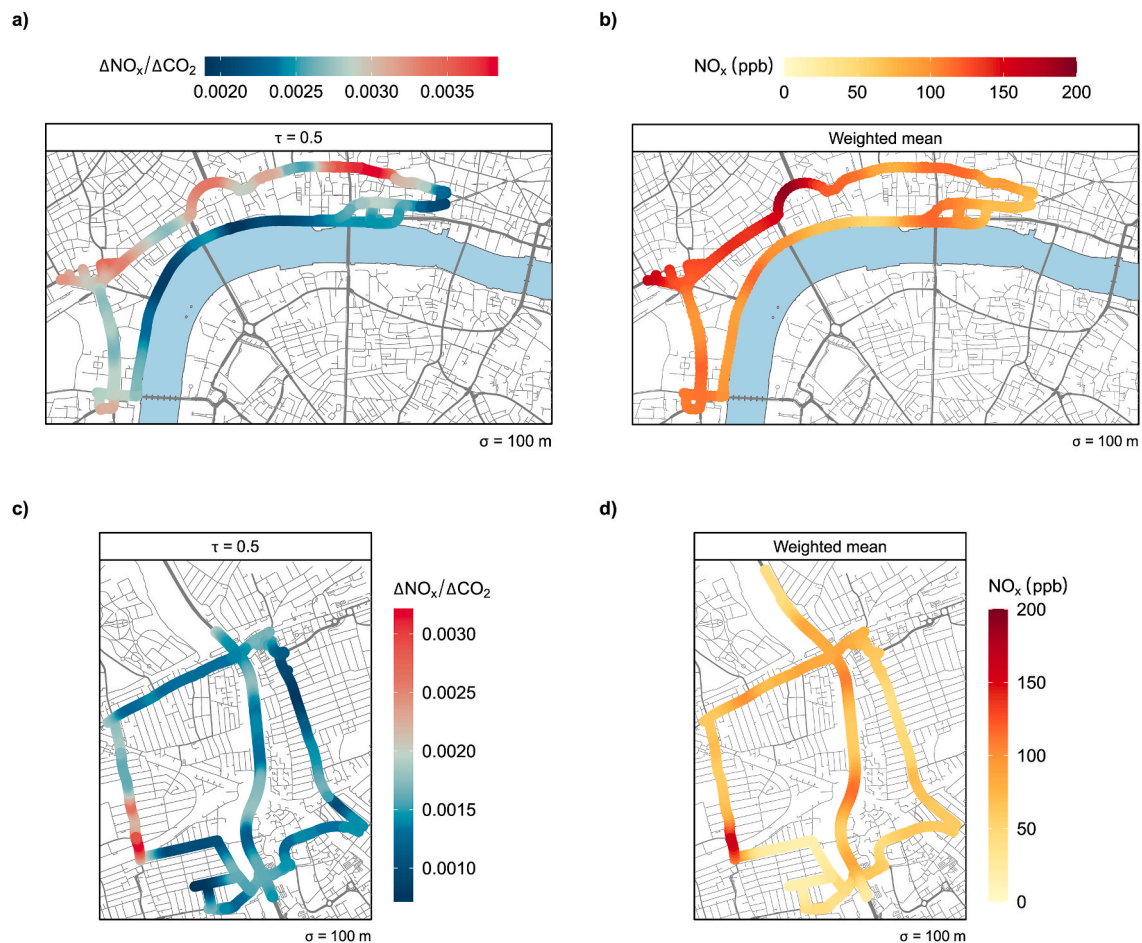 a)
ΔNOₓ/ΔCO₂
0.0020 0.0025 0.0030 0.0035
τ = 0.5
σ = 100 m
b)
NOₓ (ppb)
0 50 100 150 200
Weighted mean
σ = 100 m
c)
τ = 0.5
ΔNOₓ/ΔCO₂
0.0030
0.0025
0.0020
0.0015
0.0010
σ = 100 m
d)
Weighted mean
NOₓ (ppb)
200
150
100
50
0
σ = 100 m